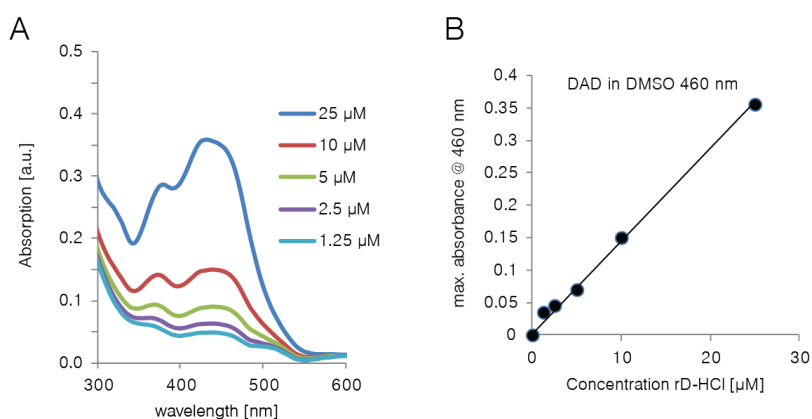 A
0.5
0.4
0.3
0.2
0.1
0.0
Absorption [a.u.]
300
400
500
600
wavelength [nm]
25 µM
10 µM
5 µM
2.5 µM
1.25 µM
B
DAD in DMSO 460 nm
0.4
0.35
0.3
0.25
0.2
0.15
0.1
0.05
0
max. absorbance @ 460 nm
0
10
20
30
Concentration rD-HCl [µM]